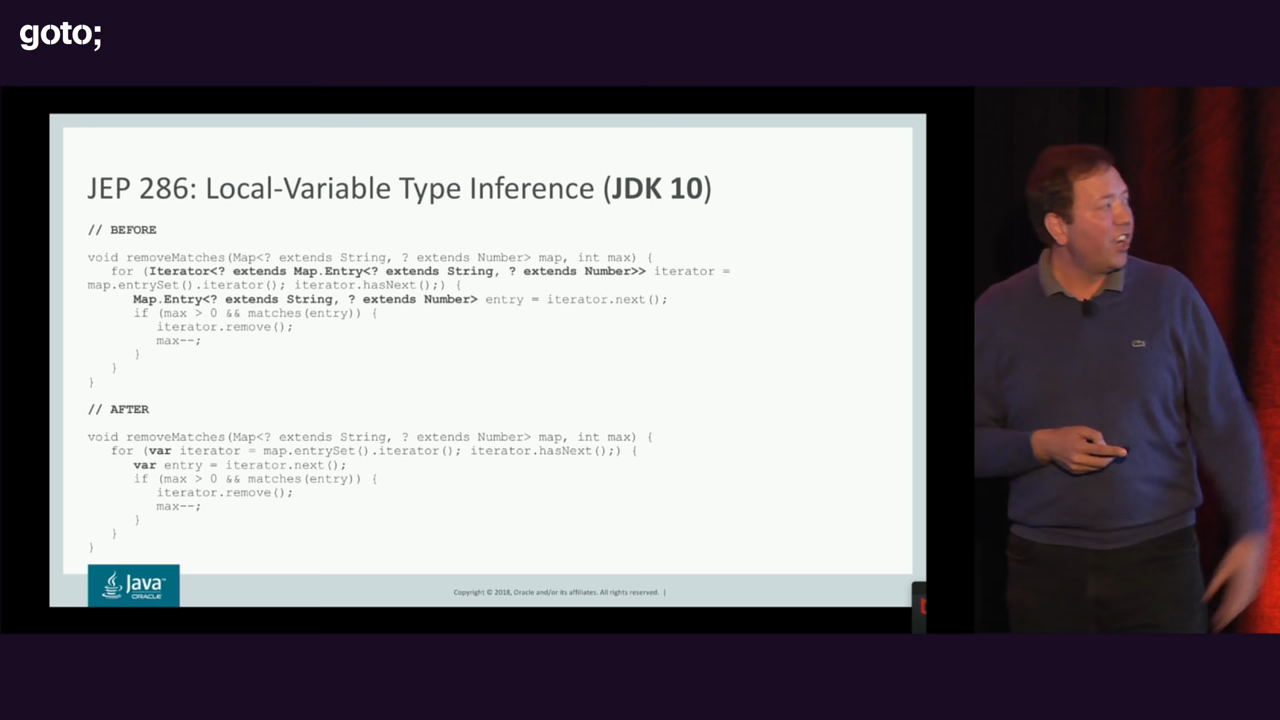 goto;
JEP 286: Local-Variable Type Inference (JDK 10)
// BEFORE
void removeMatches(Map<? extends String, ? extends Number> map, int max) {
for (Iterator<? extends Map.Entry<? extends String, ? extends Number>> iterator =
map.entrySet().iterator(); iterator.hasNext();) {
Map.Entry<? extends String, ? extends Number> entry = iterator.next();
if (max > 0 && matches(entry)) {
iterator.remove();
max--;
}
}
}
// AFTER
void removeMatches(Map<? extends String, ? extends Number> map, int max) {
for (var iterator = map.entrySet().iterator(); iterator.hasNext();) {
var entry = iterator.next();
if (max > 0 && matches(entry)) {
iterator.remove();
max--;
}
}
}
Java™
ORACLE
Copyright © 2018, Oracle and/or its affiliates. All rights reserved. |